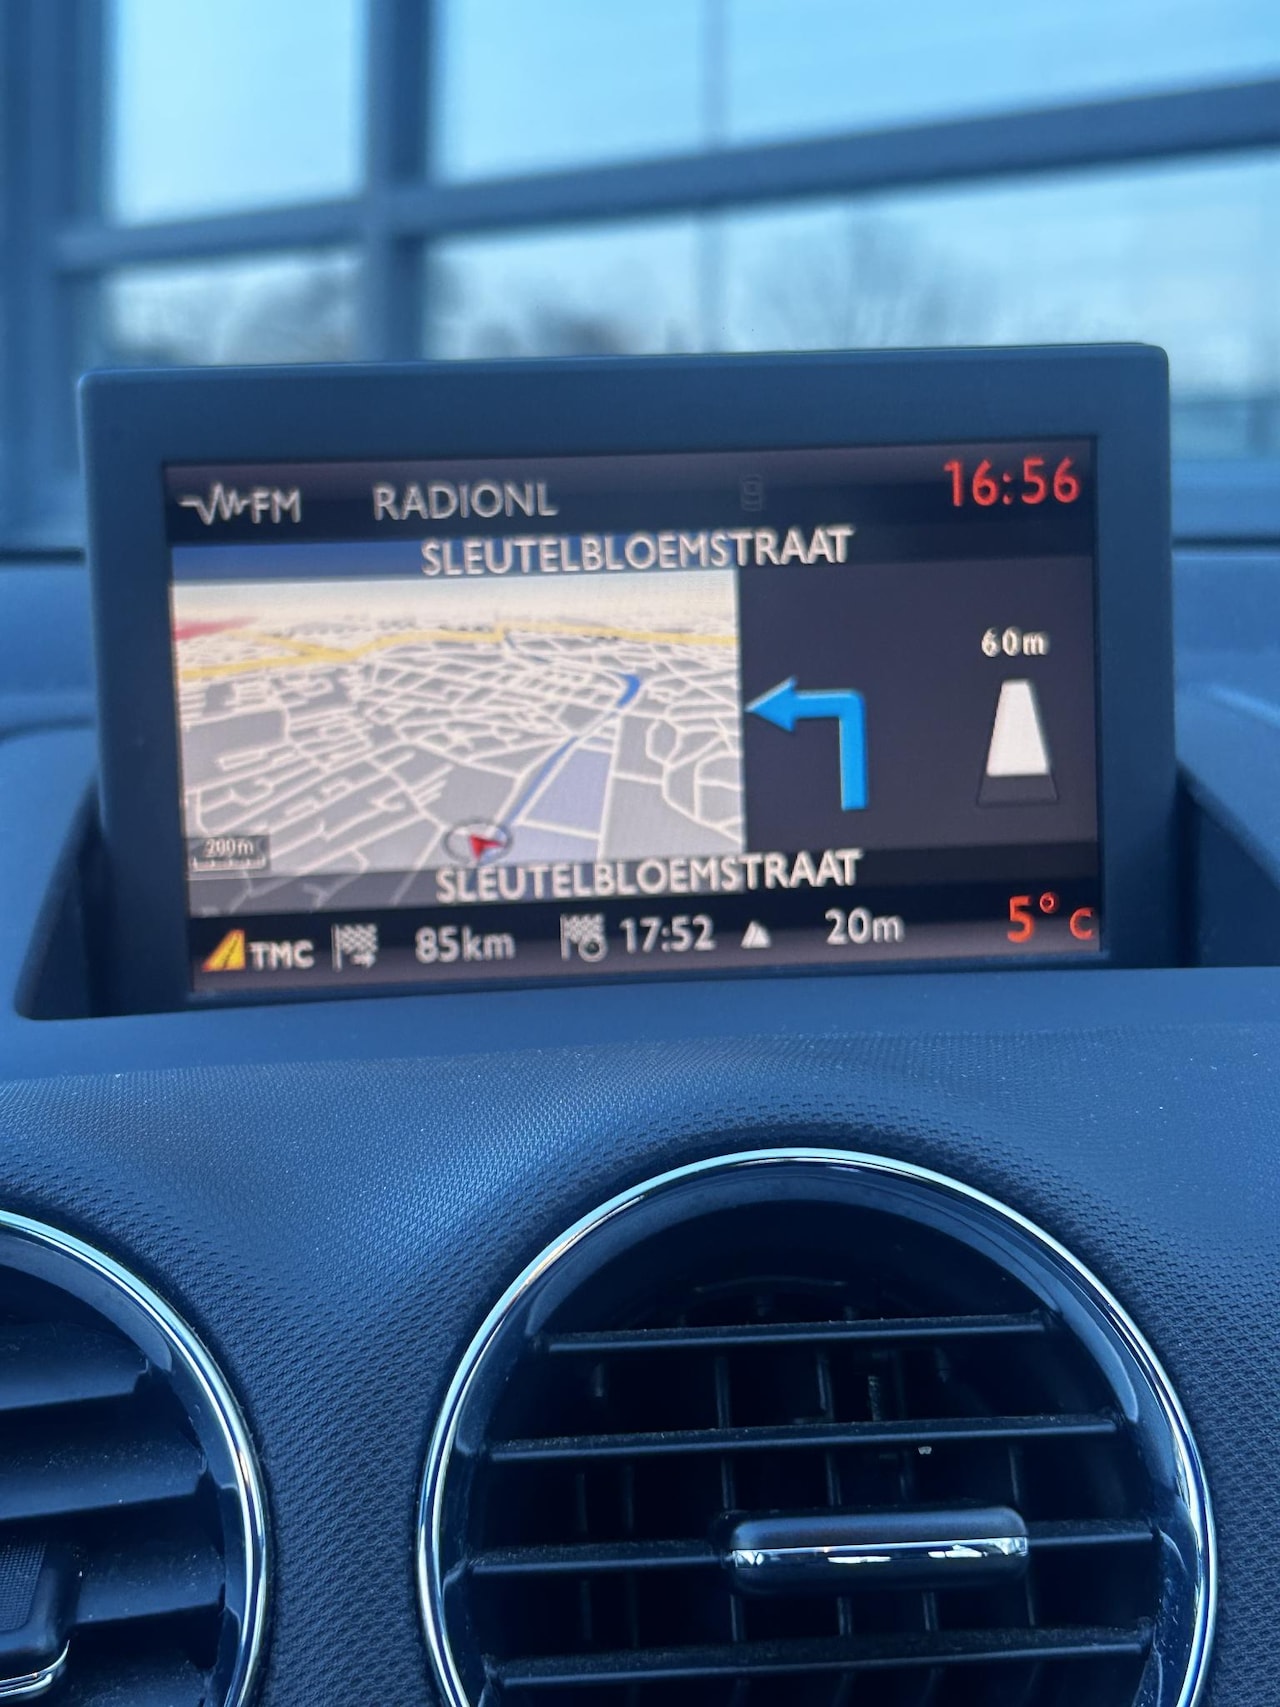 FM RADIONL 16:56
SLEUTELBLOEMSTRAAT
60m
200m
SLEUTELBLOEMSTRAAT
TMC 85km 17:52 20m 5°C